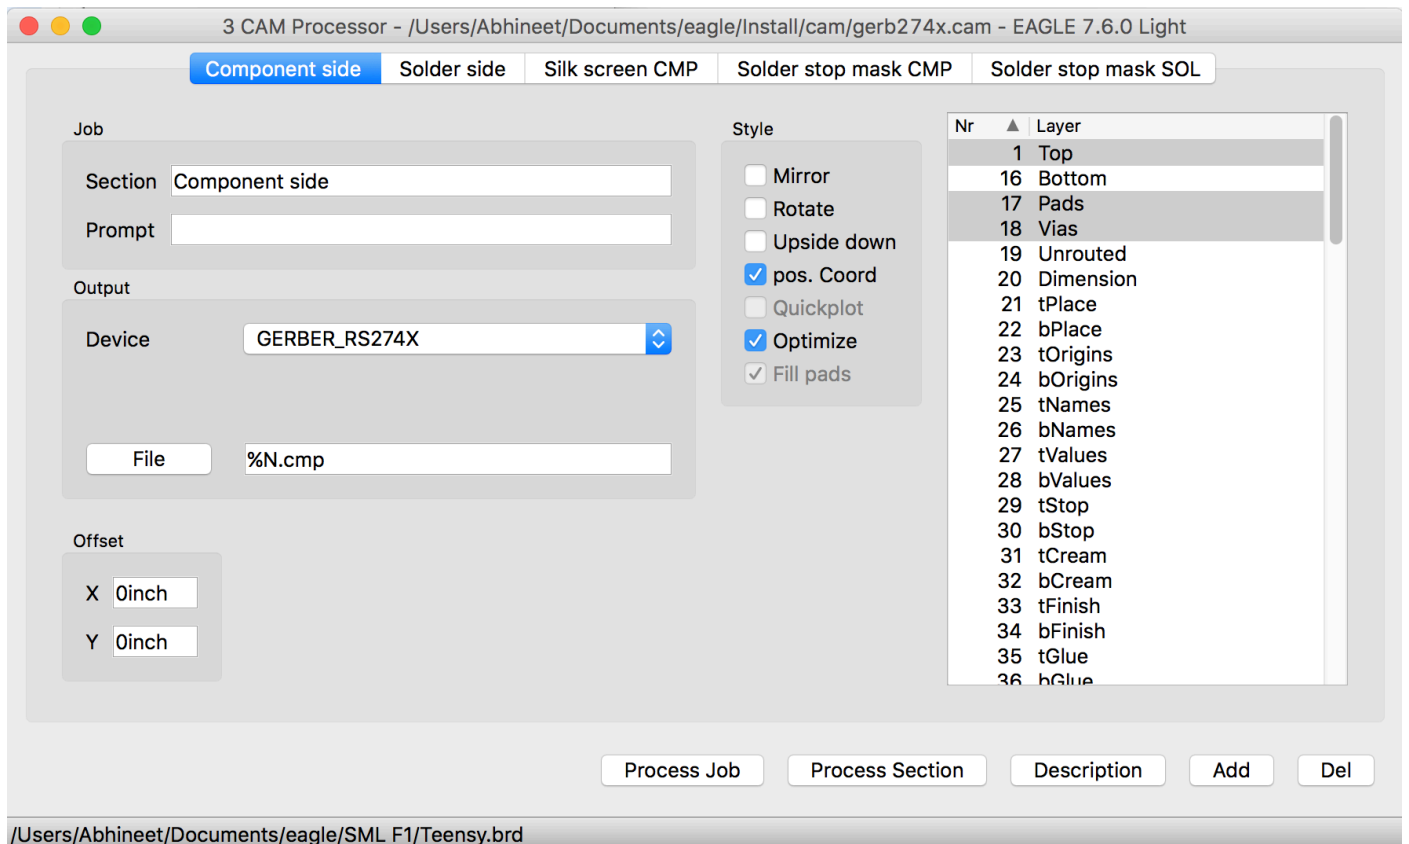 3 CAM Processor - /Users/Abhineet/Documents/eagle/Install/cam/gerb274x.cam - EAGLE 7.6.0 Light
Component side Solder side Silk screen CMP Solder stop mask CMP Solder stop mask SOL
Job
Section Component side
Prompt
Output
Device GERBER_RS274X
File %N.cmp
Offset
X 0inch
Y 0inch
Style
Mirror
Rotate
Upside down
pos. Coord
Quickplot
Optimize
Fill pads
Nr Layer
1 Top
16 Bottom
17 Pads
18 Vias
19 Unrouted
20 Dimension
21 tPlace
22 bPlace
23 tOrigins
24 bOrigins
25 tNames
26 bNames
27 tValues
28 bValues
29 tStop
30 bStop
31 tCream
32 bCream
33 tFinish
34 bFinish
35 tGlue
36 bGlue
Process Job Process Section Description Add Del
/Users/Abhineet/Documents/eagle/SML F1/Teensy.brd